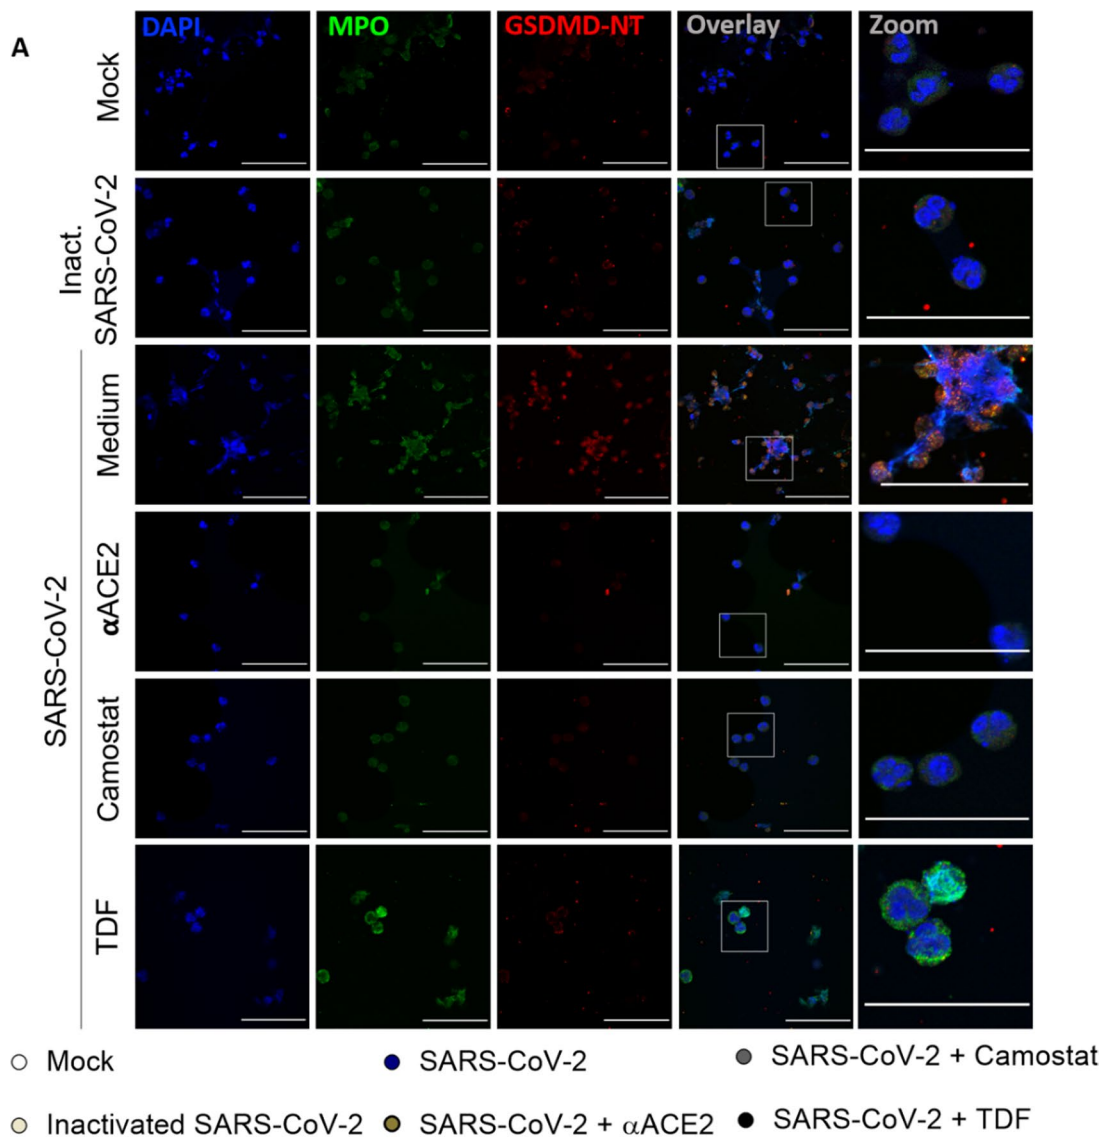 A
DAPI MPO GSDMD-NT Overlay Zoom
Mock
Inact.
SARS-CoV-2
SARS-CoV-2
Medium
αACE2
Camostat
TDF
Mock SARS-CoV-2 SARS-CoV-2 + Camostat
Inactivated SARS-CoV-2 SARS-CoV-2 + αACE2 SARS-CoV-2 + TDF